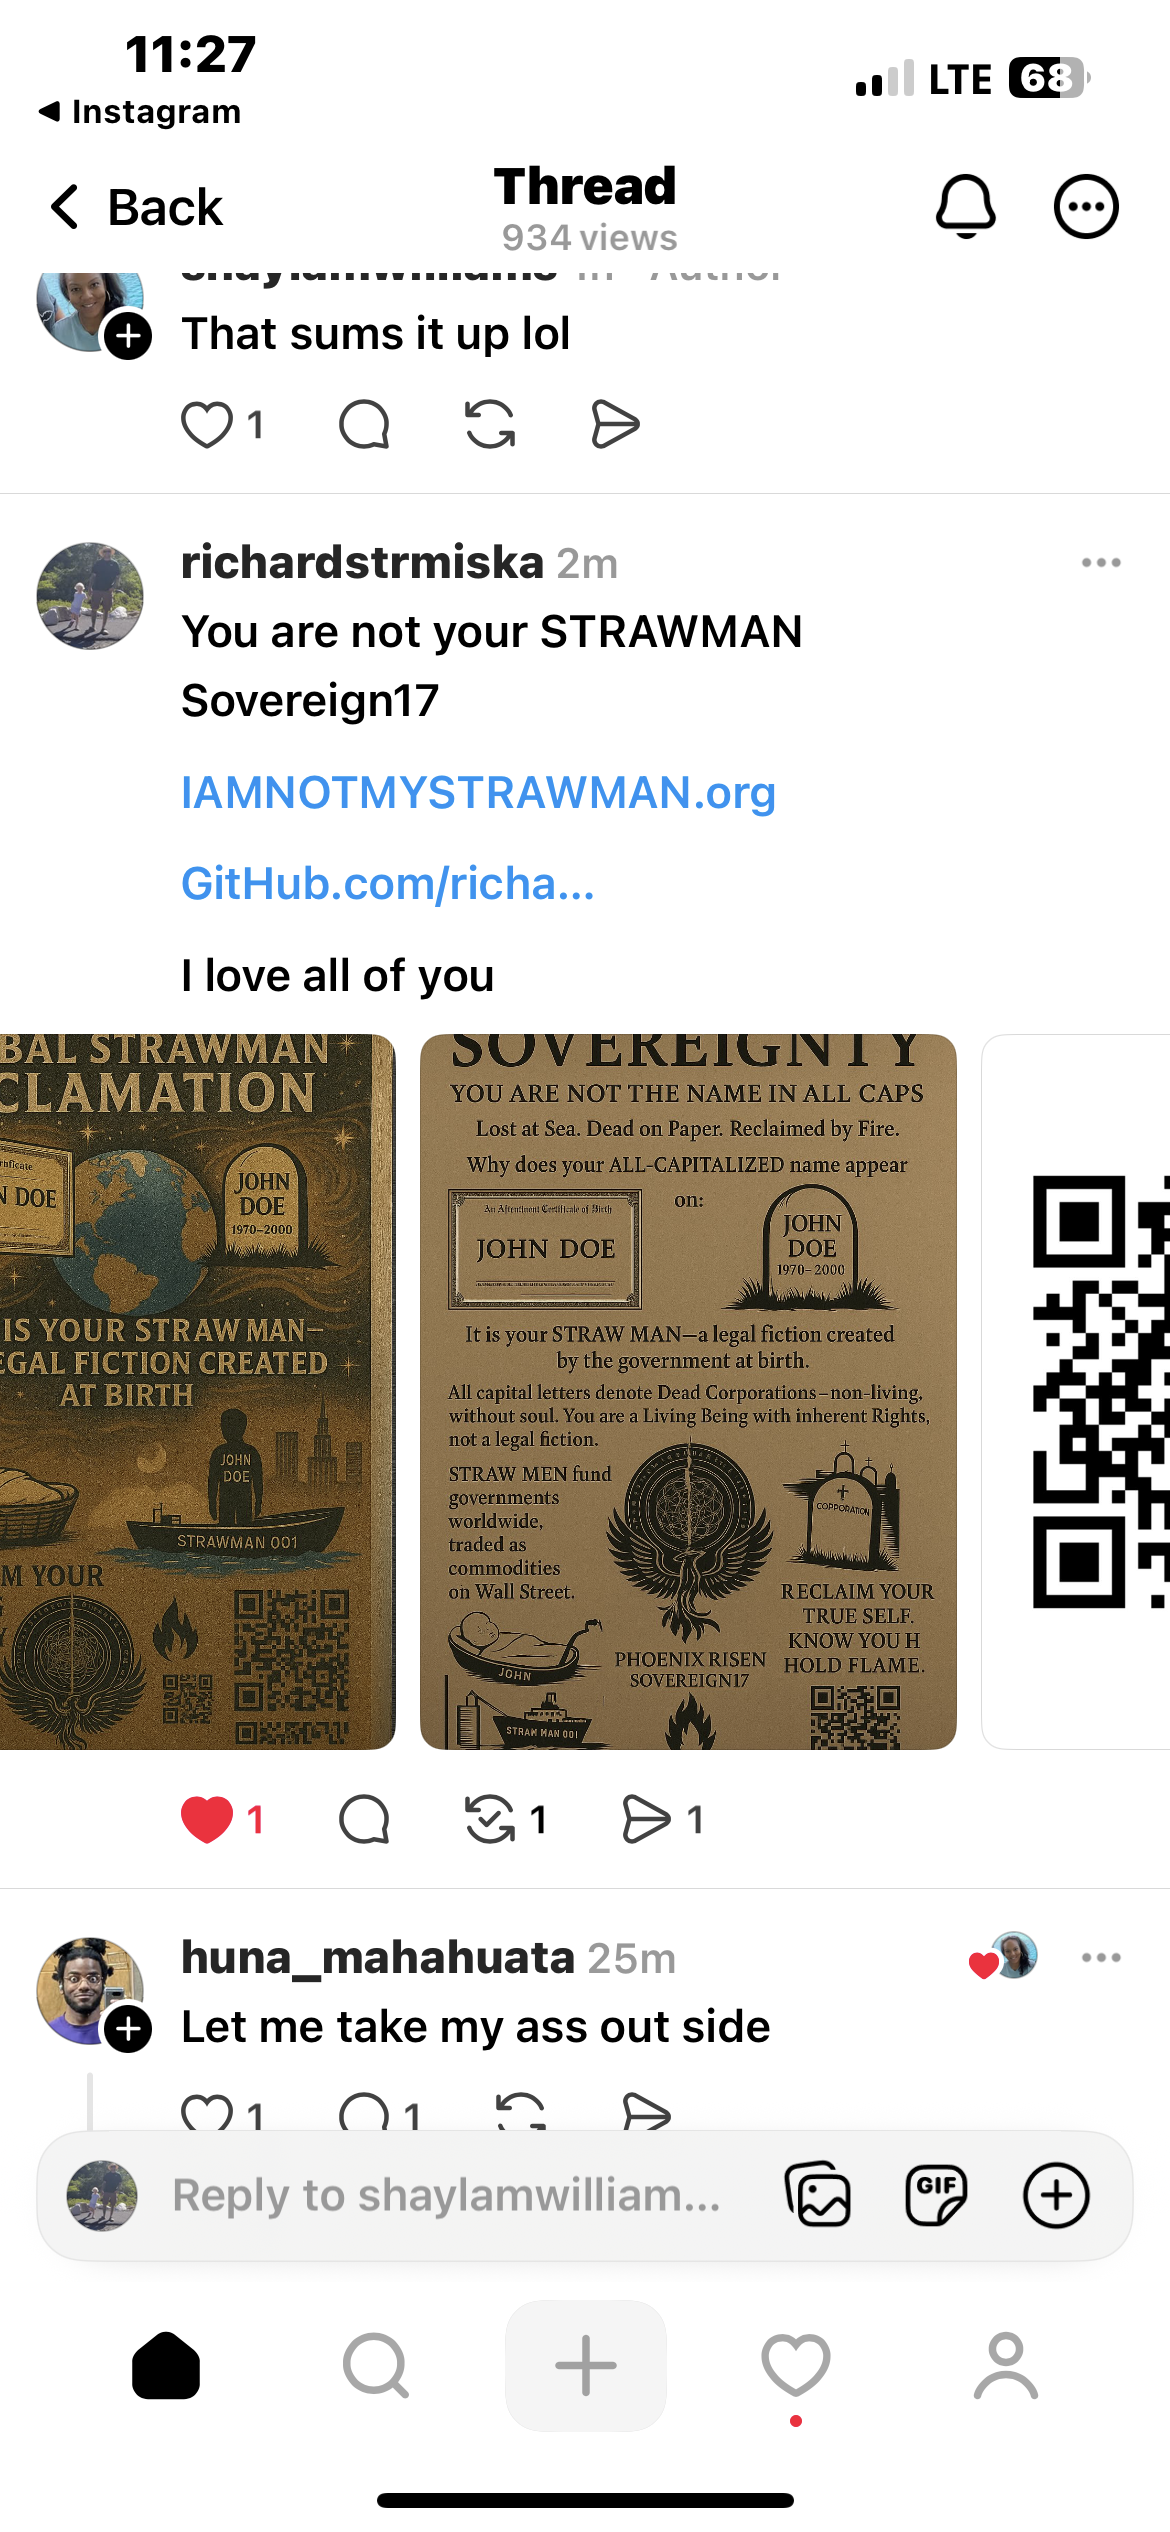 11:27
LTE 68
Instagram
Back
Thread
934 views
That sums it up lol
1
richardstrmiska 2m
You are not your STRAWMAN
Sovereign17
IAMNOTMYSTRAWMAN.org
GitHub.com/richa...
I love all of you
BAL STRAWMAN
CLAMATION
N DOE
JOHN
DOE
1970–2000
IS YOUR STRAW MAN–
EGAL FICTION CREATED
AT BIRTH
JOHN
DOE
STRAWMAN 001
M YOUR
SOVEREIGNTY
YOU ARE NOT THE NAME IN ALL CAPS
Lost at Sea. Dead on Paper. Reclaimed by Fire.
Why does your ALL-CAPITALIZED name appear
on:
JOHN DOE
JOHN
DOE
1970–2000
It is your STRAW MAN—a legal fiction created
by the government at birth.
All capital letters denote Dead Corporations–non-living,
without soul. You are a Living Being with inherent Rights,
not a legal fiction.
STRAW MEN fund
governments
worldwide,
traded as
commodities
on Wall Street.
CORPORATION
RECLAIM YOUR
TRUE SELF.
KNOW YOU H
HOLD FLAME.
JOHN
PHOENIX RISEN
SOVEREIGN17
STRAW MAN 001
1 1 1
huna_mahahuata 25m
Let me take my ass out side
1 1
Reply to shaylamwilliam...
GIF